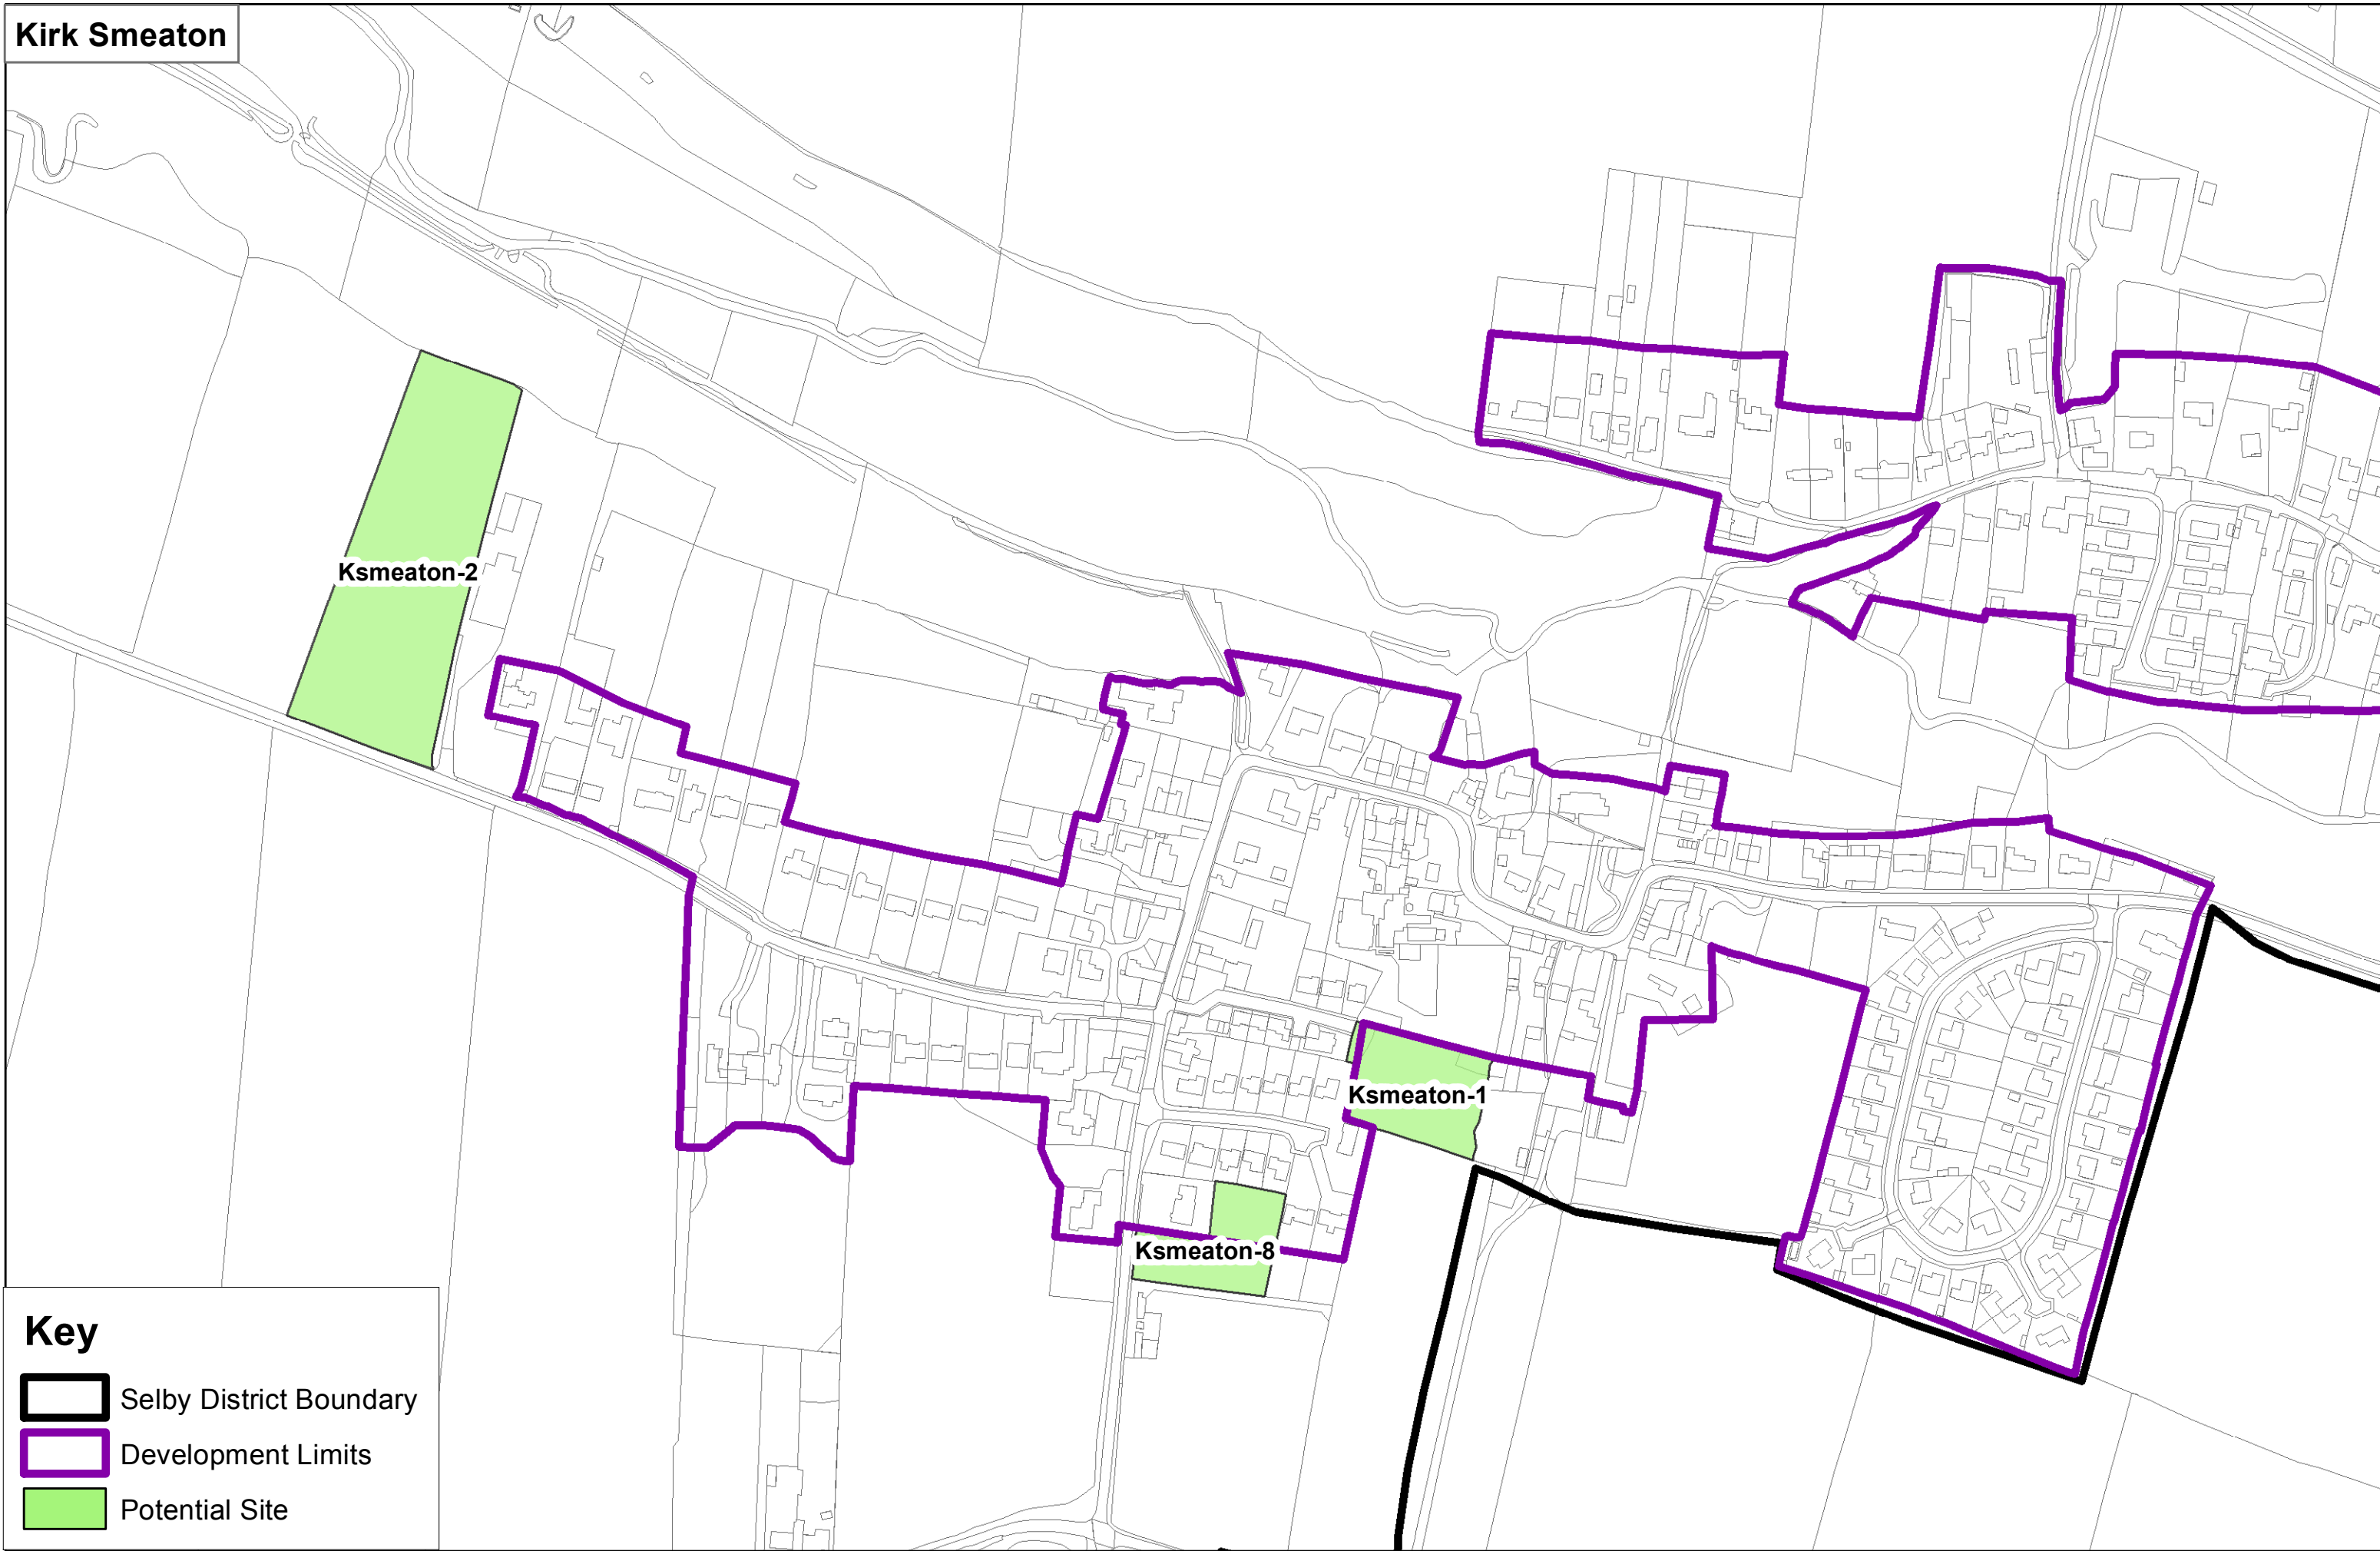 Kirk Smeaton
Ksmeaton-2
Ksmeaton-1
Ksmeaton-8
Key
Selby District Boundary
Development Limits
Potential Site